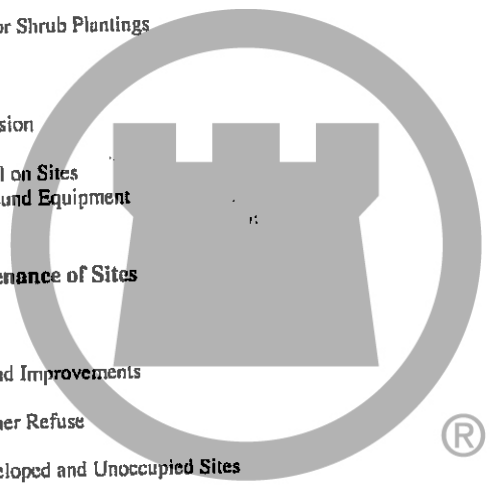 or Shrub Plantings
sion
l on Sites
und Equipment
enance of Sites
nd Improvements
her Refuse
eloped and Unoccupied Sites
®